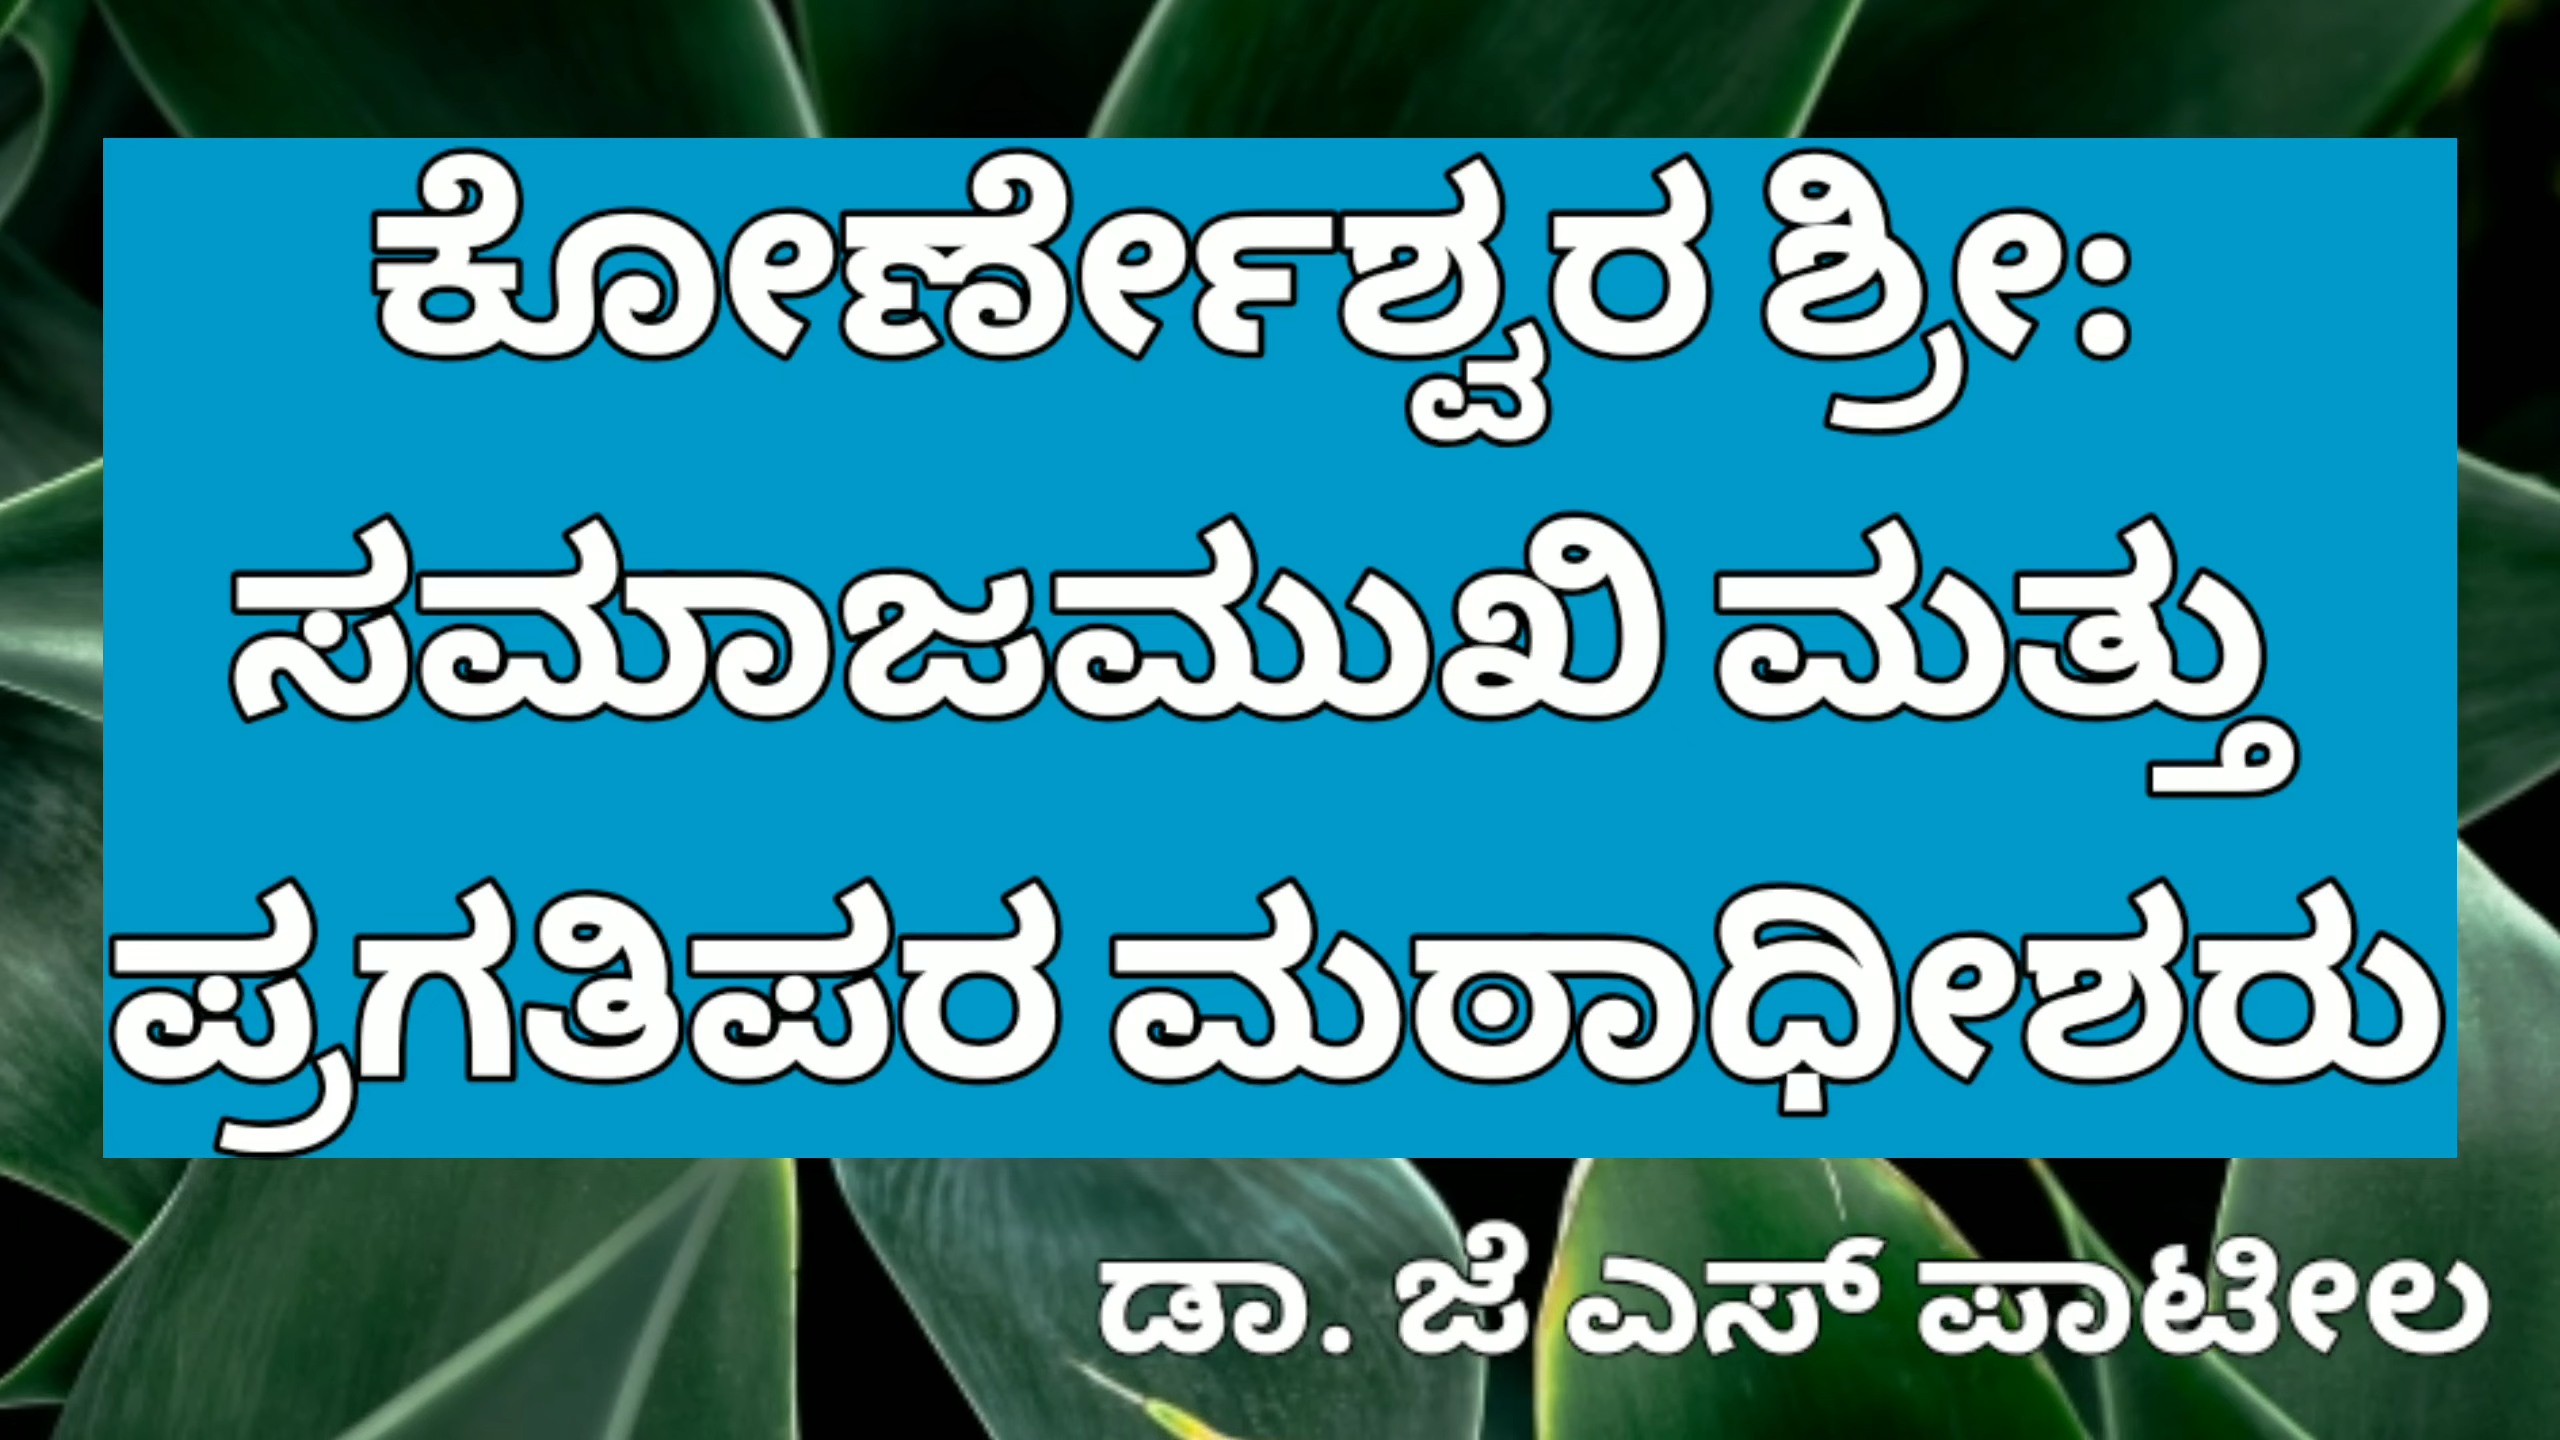 ಕೋರ್ಣೇಶ್ವರ ಶ್ರೀ:
ಸಮಾಜಮುಖಿ ಮತ್ತು
ಪ್ರಗತಿಪರ ಮಠಾಧೀಶರು
ಡಾ. ಜೆ ಎಸ್ ಪಾಟೀಲ